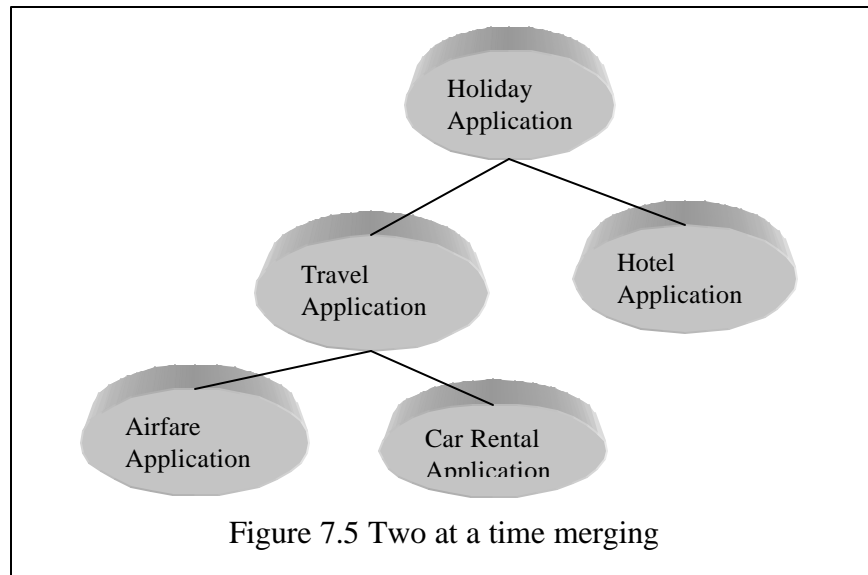 Holiday
Application
Travel
Application
Hotel
Application
Airfare
Application
Car Rental
Application
Figure 7.5 Two at a time merging